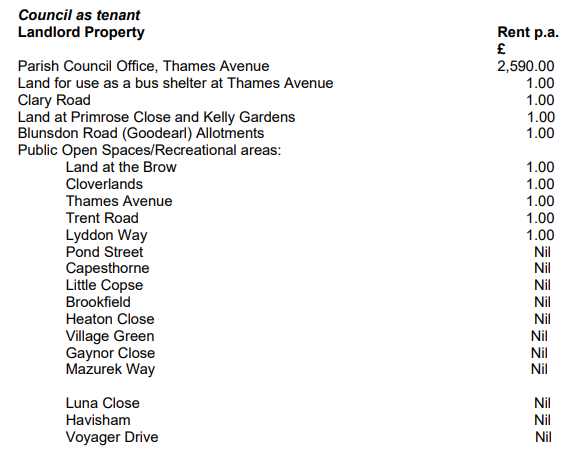 Council as tenant
Landlord Property Rent p.a.
£
Parish Council Office, Thames Avenue 2,590.00
Land for use as a bus shelter at Thames Avenue 1.00
Clary Road 1.00
Land at Primrose Close and Kelly Gardens 1.00
Blunsdon Road (Goodearl) Allotments 1.00
Public Open Spaces/Recreational areas:
Land at the Brow 1.00
Cloverlands 1.00
Thames Avenue 1.00
Trent Road 1.00
Lyddon Way 1.00
Pond Street Nil
Capesthorne Nil
Little Copse Nil
Brookfield Nil
Heaton Close Nil
Village Green Nil
Gaynor Close Nil
Mazurek Way Nil
Luna Close Nil
Havisham Nil
Voyager Drive Nil